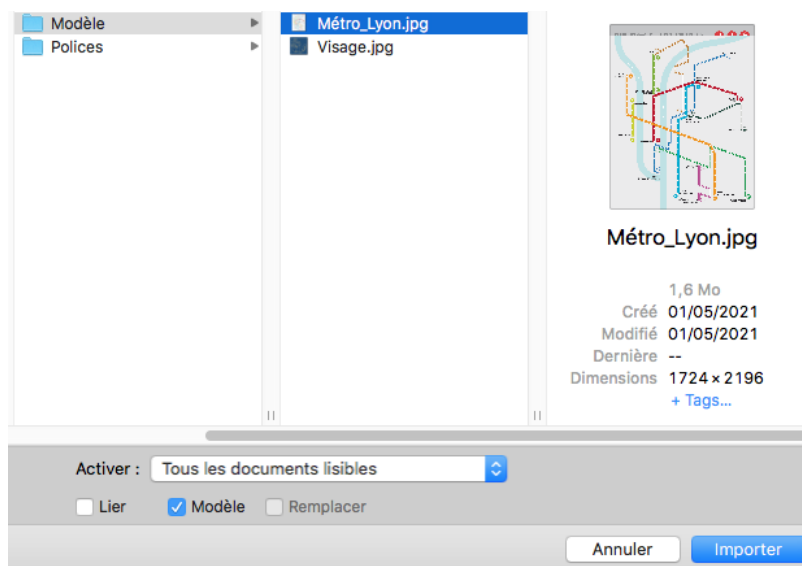 Modèle
Métro_Lyon.jpg
Polices
Visage.jpg
Métro_Lyon.jpg
1,6 Mo
Créé 01/05/2021
Modifié 01/05/2021
Dernière --
Dimensions 1724 × 2196
+ Tags...
Activer : Tous les documents lisibles
Lier Modèle Remplacer
Annuler Importer